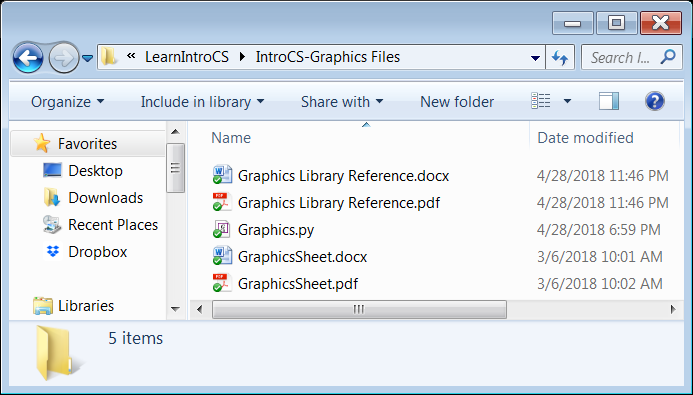 « LearnIntroCS IntroCS-Graphics Files Search I...
Organize Include in library Share with New folder
Favorites
Desktop
Downloads
Recent Places
Dropbox
Libraries
Name Date modified
Graphics Library Reference.docx 4/28/2018 11:46 PM
Graphics Library Reference.pdf 4/28/2018 11:46 PM
Graphics.py 4/28/2018 6:59 PM
GraphicsSheet.docx 3/6/2018 10:01 AM
GraphicsSheet.pdf 3/6/2018 10:02 AM
5 items